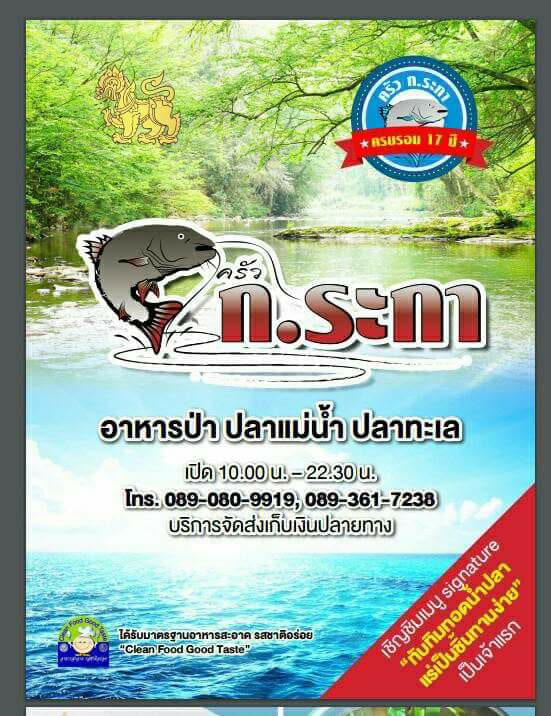 ครัว ก.ระกา
ครบรอบ 17 ปี
ครัว
ก.ระกา
อาหารป่า ปลาแม่น้ำ ปลาทะเล
เปิด 10.00 น. – 22.30 น.
โทร. 089-080-9919, 089-361-7238
บริการจัดส่งเก็บเงินปลายทาง
เชิญชิมเมนู signature
“ทับทิมทอดน้ำปลา
แร่เป็นชิ้นทานง่าย”
เป็นเจ้าแรก
Clean Food Good Taste
ได้รับมาตรฐานอาหารสะอาด รสชาติอร่อย
“Clean Food Good Taste”